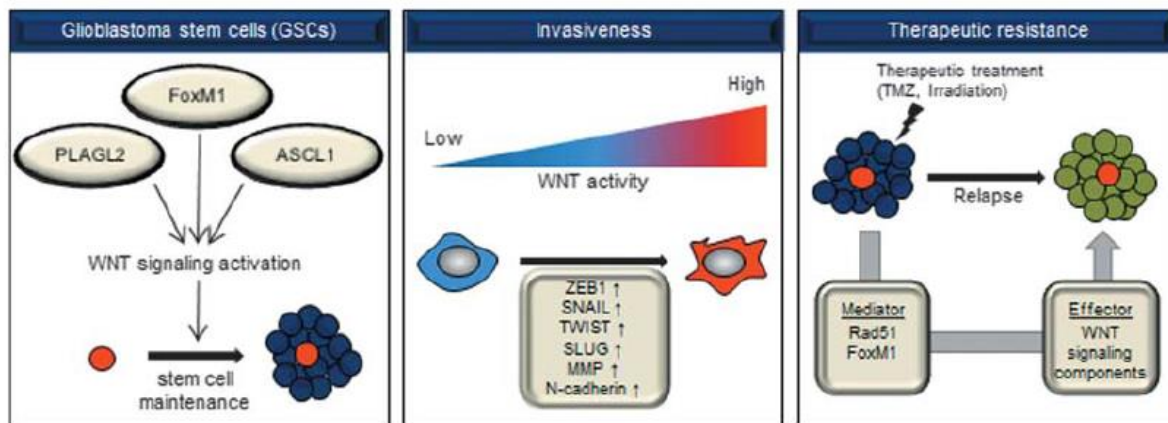 Glioblastoma stem cells (GSCs)
FoxM1
PLAGL2
ASCL1
WNT signaling activation
stem cell
maintenance
Invasiveness
High
Low
WNT activity
ZEB1 ↑
SNAIL ↑
TWIST ↑
SLUG ↑
MMP ↑
N-cadherin ↑
Therapeutic resistance
Therapeutic treatment
(TMZ, Irradiation)
Relapse
Mediator
Rad51
FoxM1
Effector
WNT
signaling
components